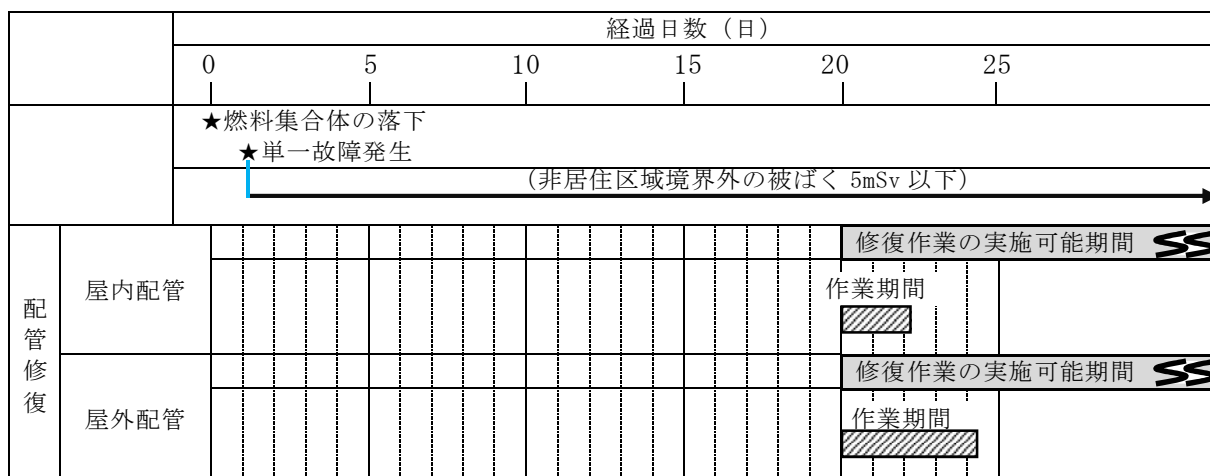 経過日数（日）
0 5 10 15 20 25
★燃料集合体の落下
★単一故障発生
（非居住区域境界外の被ばく 5mSv 以下）
配管修復
屋内配管
修復作業の実施可能期間
作業期間
屋外配管
修復作業の実施可能期間
作業期間